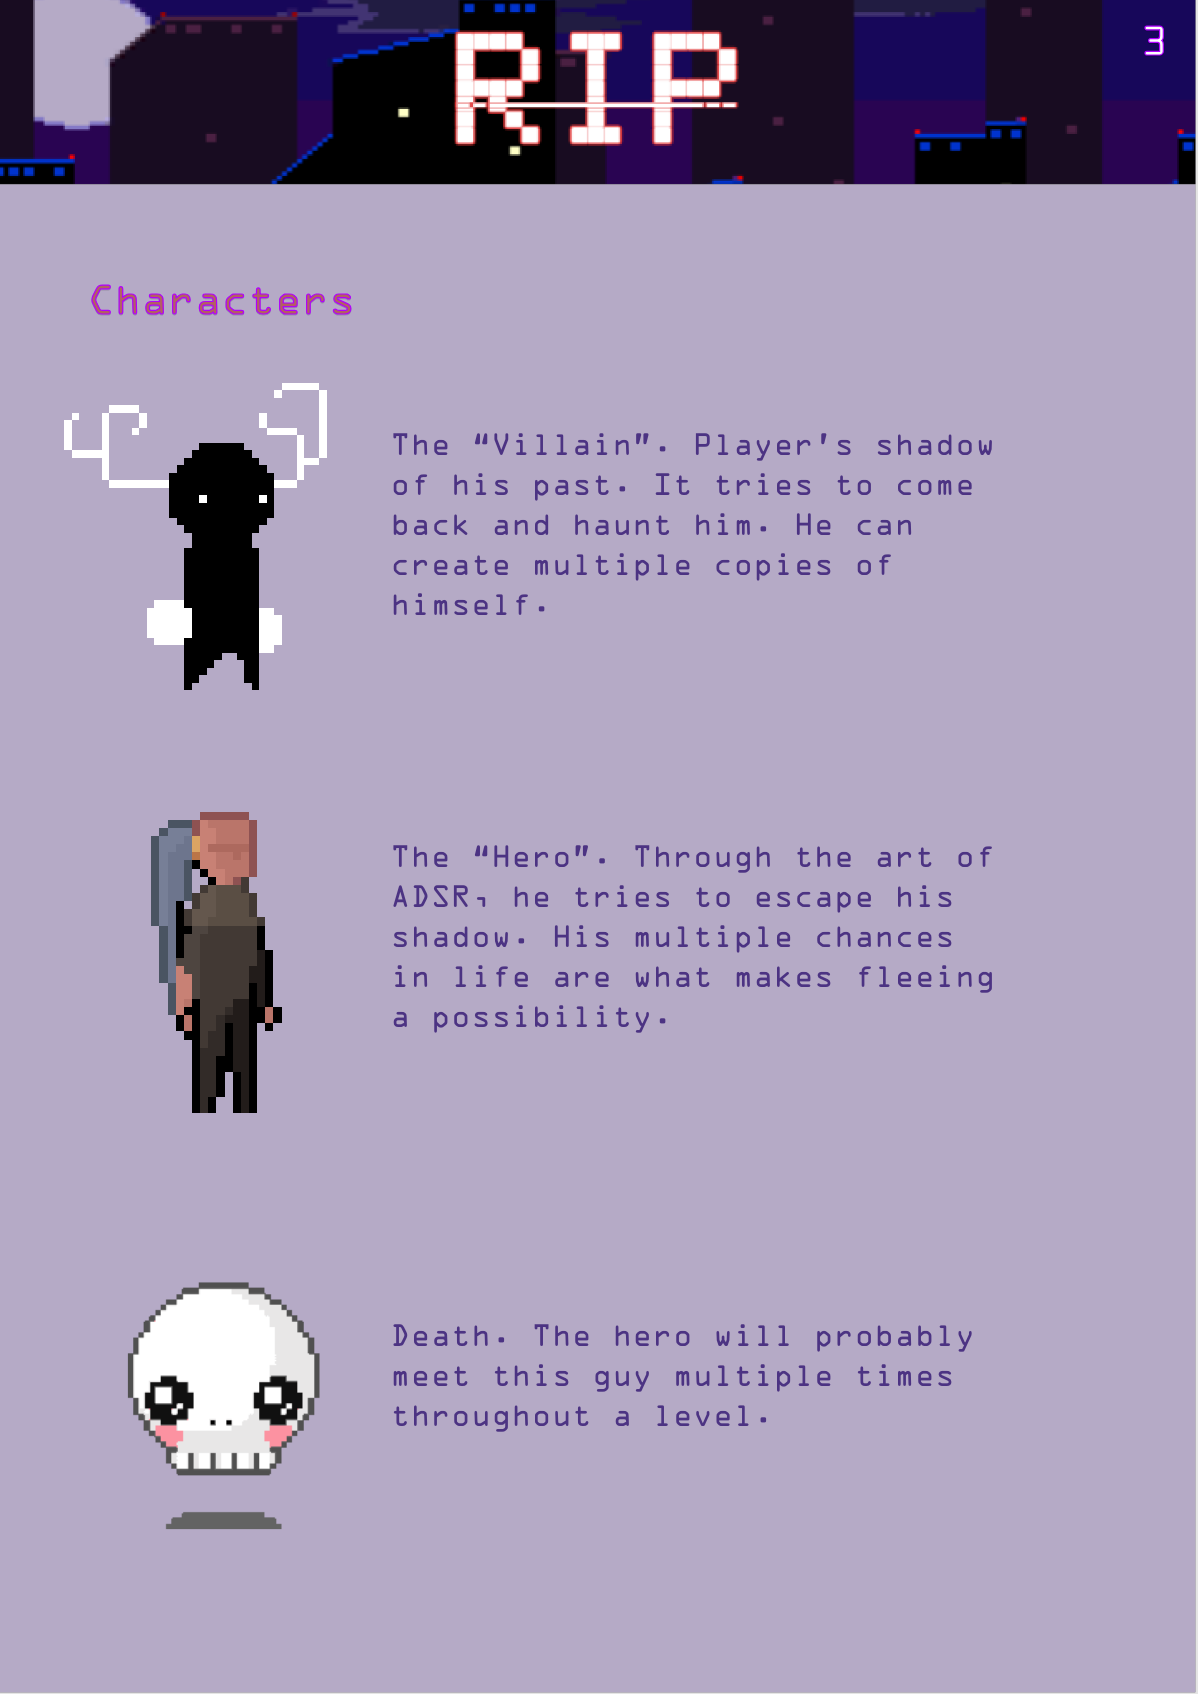 RIP
3
Characters
The “Villain”. Player's shadow
of his past. It tries to come
back and haunt him. He can
create multiple copies of
himself.
The “Hero”. Through the art of
ADSR, he tries to escape his
shadow. His multiple chances
in life are what makes fleeing
a possibility.
Death. The hero will probably
meet this guy multiple times
throughout a level.